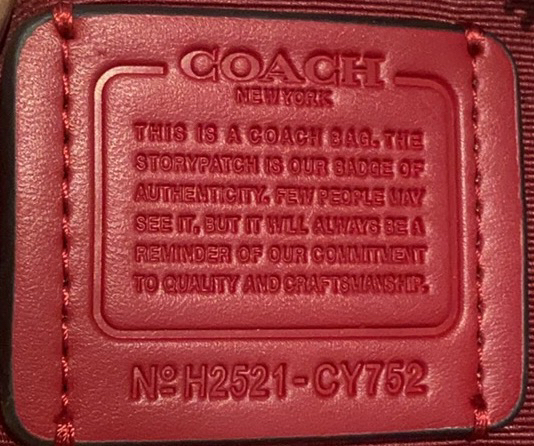 COACH
NEW YORK
THIS IS A COACH BAG. THE
STORYPATCH IS OUR BADGE OF
AUTHENTICITY. FEW PEOPLE MAY
SEE IT, BUT IT WILL ALWAYS BE A
REMINDER OF OUR COMMITMENT
TO QUALITY AND CRAFTSMANSHIP.
Nº H2521-CY752